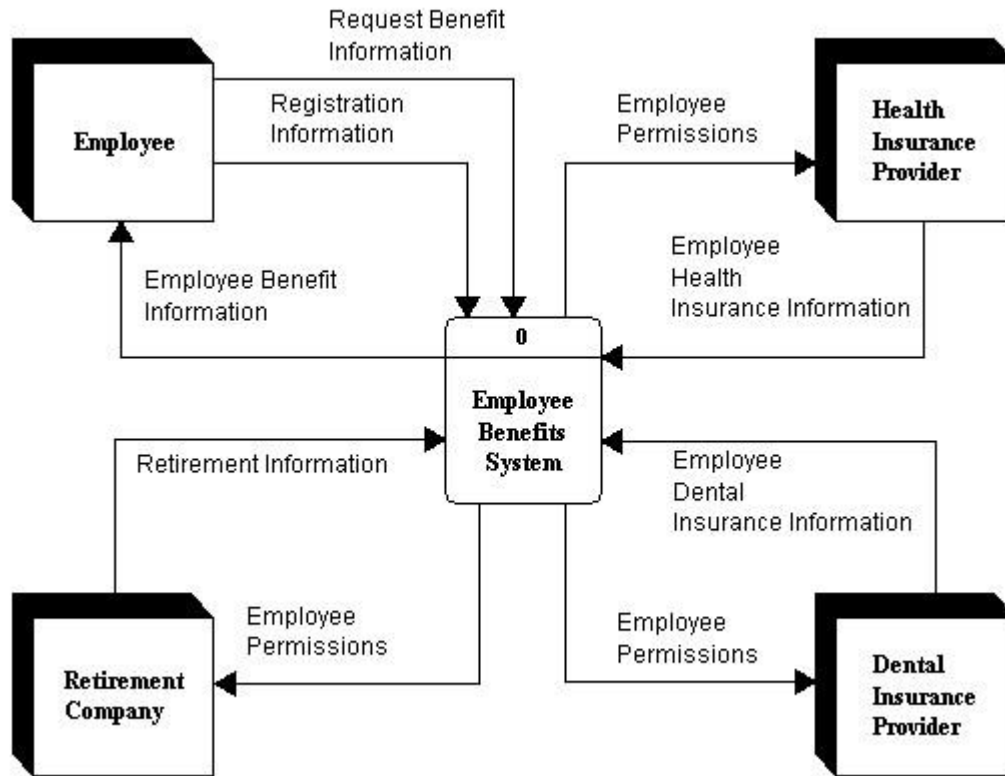 Request Benefit
Information
Registration
Information
Employee
Employee
Permissions
Health
Insurance
Provider
Employee Benefit
Information
Employee
Health
Insurance Information
0
Employee
Benefits
System
Retirement Information
Employee
Dental
Insurance Information
Employee
Permissions
Employee
Permissions
Retirement
Company
Dental
Insurance
Provider